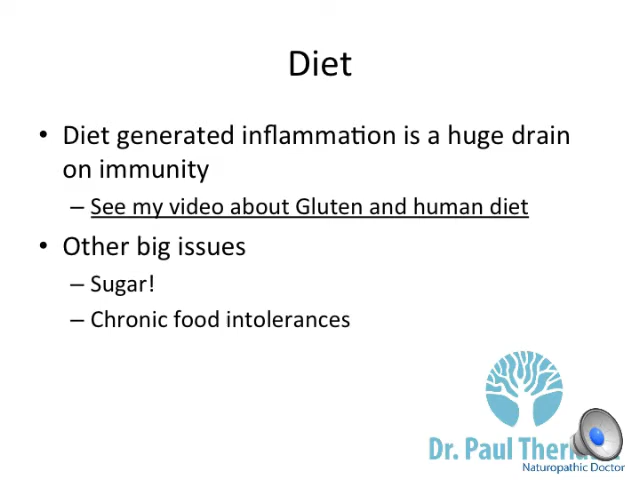 Diet
• Diet generated inflammation is a huge drain
on immunity
– See my video about Gluten and human diet
• Other big issues
– Sugar!
– Chronic food intolerances
Dr. Paul
Naturopathic Doctor